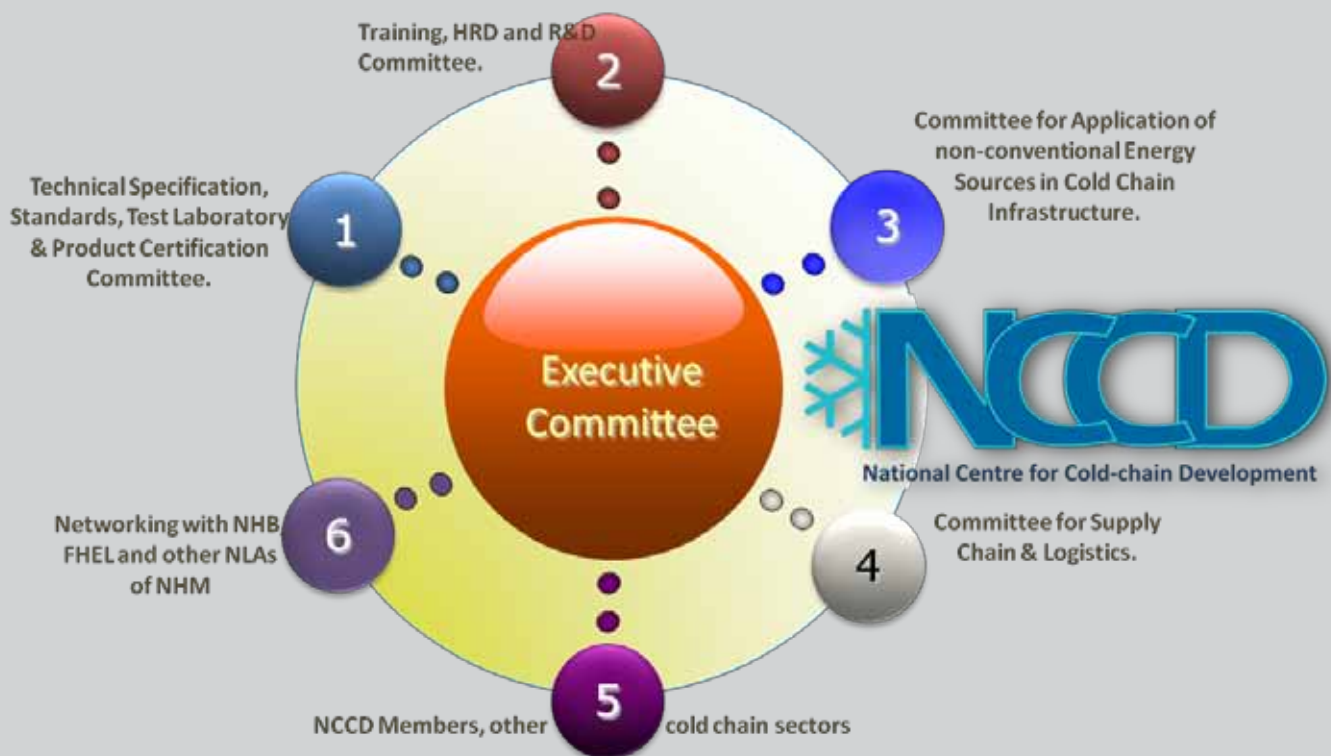 Training, HRD and R&D
Committee.
2
Committee for Application of
non-conventional Energy
Sources in Cold Chain
Infrastructure.
3
Technical Specification,
Standards, Test Laboratory
& Product Certification
Committee.
1
Executive
Committee
NCCD
National Centre for Cold-chain Development
Committee for Supply
Chain & Logistics.
4
Networking with NHB
FHEL and other NLAs
of NHM
6
NCCD Members, other 5 cold chain sectors